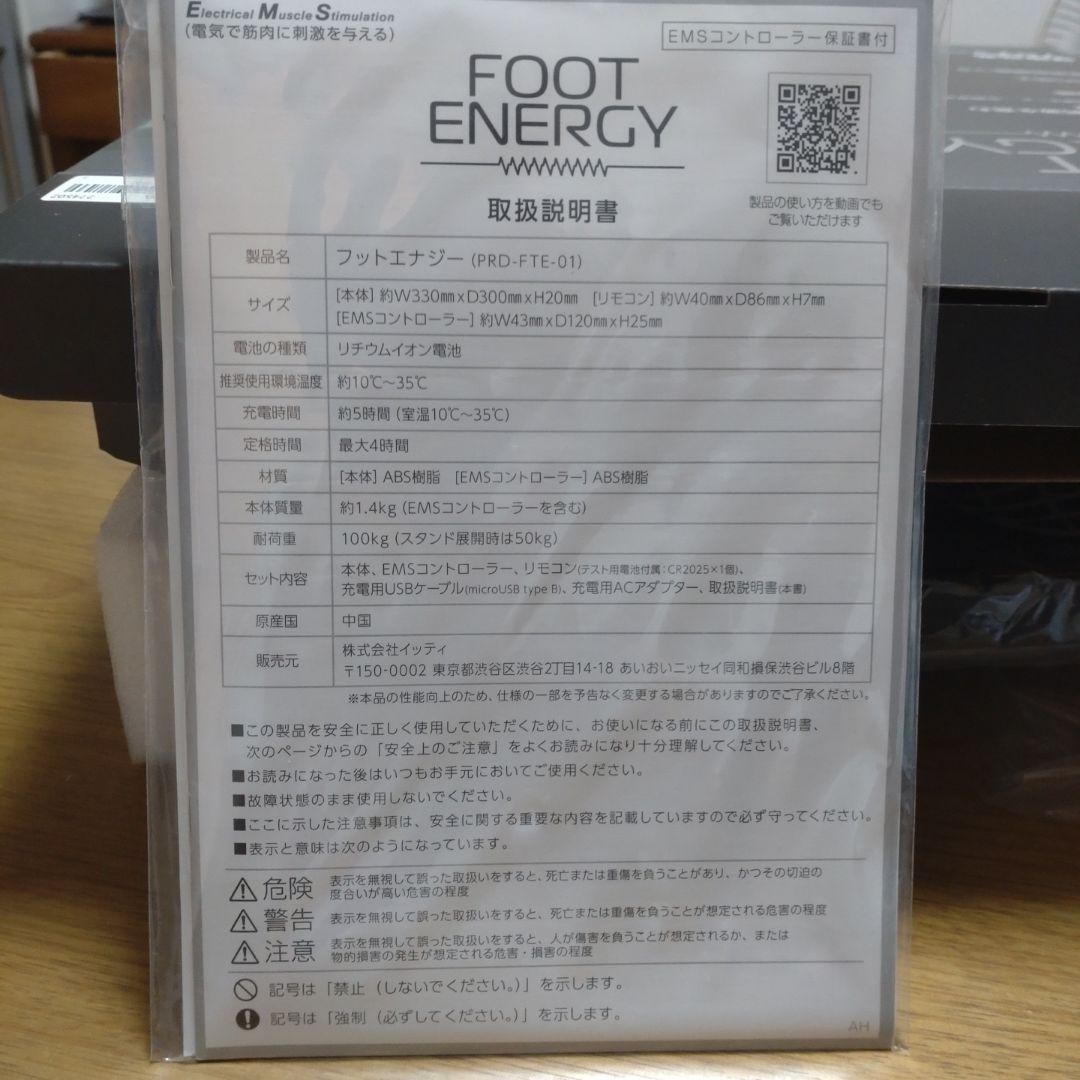 Electrical Muscle Stimulation
(電気で筋肉に刺激を与える)
EMSコントローラー保証書付
FOOT
ENERGY
取扱説明書
製品の使い方を動画でも
ご覧いただけます
製品名 フットエナジー (PRD-FTE-01)
サイズ [本体] 約W330㎜xD300㎜xH20㎜ [リモコン] 約W40㎜xD86㎜xH7㎜
[EMSコントローラー] 約W43㎜xD120㎜xH25㎜
電池の種類 リチウムイオン電池
推奨使用環境温度 約10℃～35℃
充電時間 約5時間 (室温10℃～35℃)
定格時間 最大4時間
材質 [本体] ABS樹脂 [EMSコントローラー] ABS樹脂
本体質量 約1.4kg (EMSコントローラーを含む)
耐荷重 100kg (スタンド展開時は50kg)
セット内容 本体、EMSコントローラー、リモコン(テスト用電池付属:CR2025×1個)、
充電用USBケーブル(microUSB type B)、充電用ACアダプター、取扱説明書(本書)
原産国 中国
販売元 株式会社イッティ
〒150-0002 東京都渋谷区渋谷2丁目14-18 あいおいニッセイ同和損保渋谷ビル8階
※本品の性能向上のため、仕様の一部を予告なく変更する場合がありますのでご了承ください。
■この製品を安全に正しく使用していただくために、お使いになる前にこの取扱説明書、
次のページからの「安全上のご注意」をよくお読みになり十分理解してください。
■お読みになった後はいつもお手元においてご使用ください。
■故障状態のまま使用しないでください。
■ここに示した注意事項は、安全に関する重要な内容を記載していますので必ず守ってください。
■表示と意味は次のようになっています。
⚠危険 表示を無視して誤った取扱いをすると、死亡または重傷を負うことがあり、かつその切迫の
度合いが高い危害の程度
⚠警告 表示を無視して誤った取扱いをすると、死亡または重傷を負うことが想定される危害の程度
⚠注意 表示を無視して誤った取扱いをすると、人が傷害を負うことが想定されるか、または
物的損害の発生が想定される危害・損害の程度
記号は「禁止(しないでください。)」を示します。
記号は「強制(必ずしてください。)」を示します。
AH